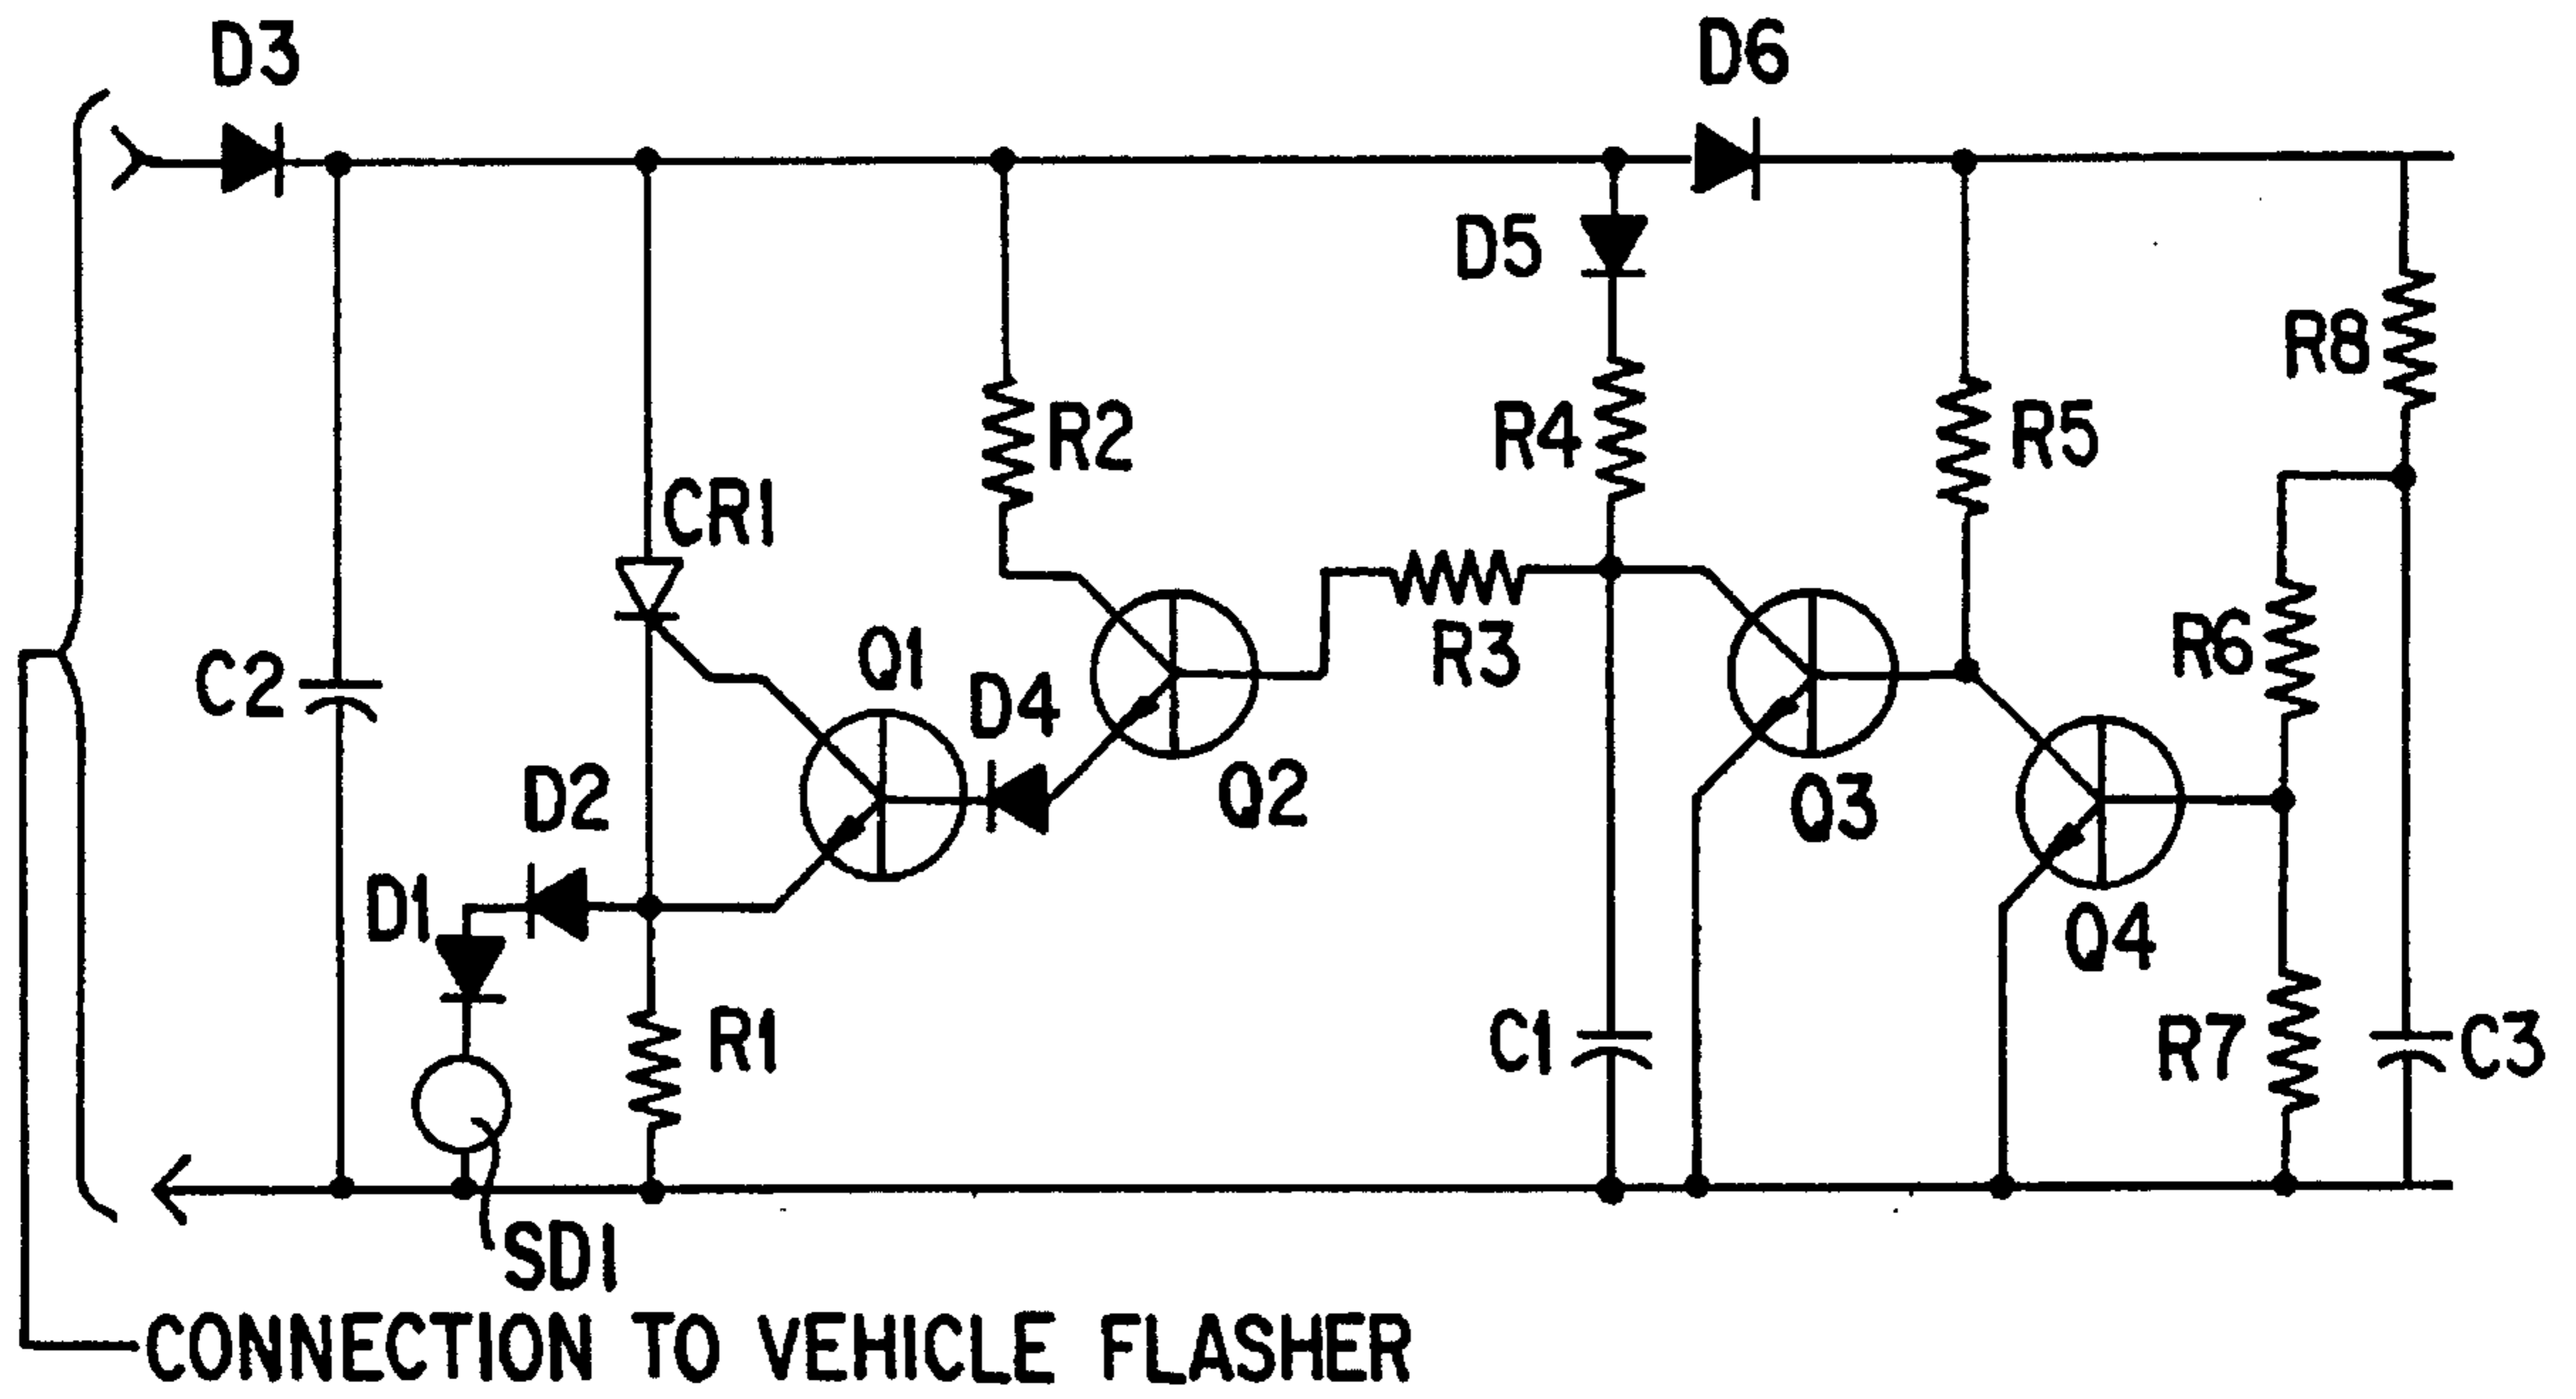 D3
D6
D5
R8
R2
R4
R5
CR1
R6
R3
Q1
C2
D4
D2
Q2
Q3
D1
Q4
R1
C1
R7
C3
SD1
CONNECTION TO VEHICLE FLASHER